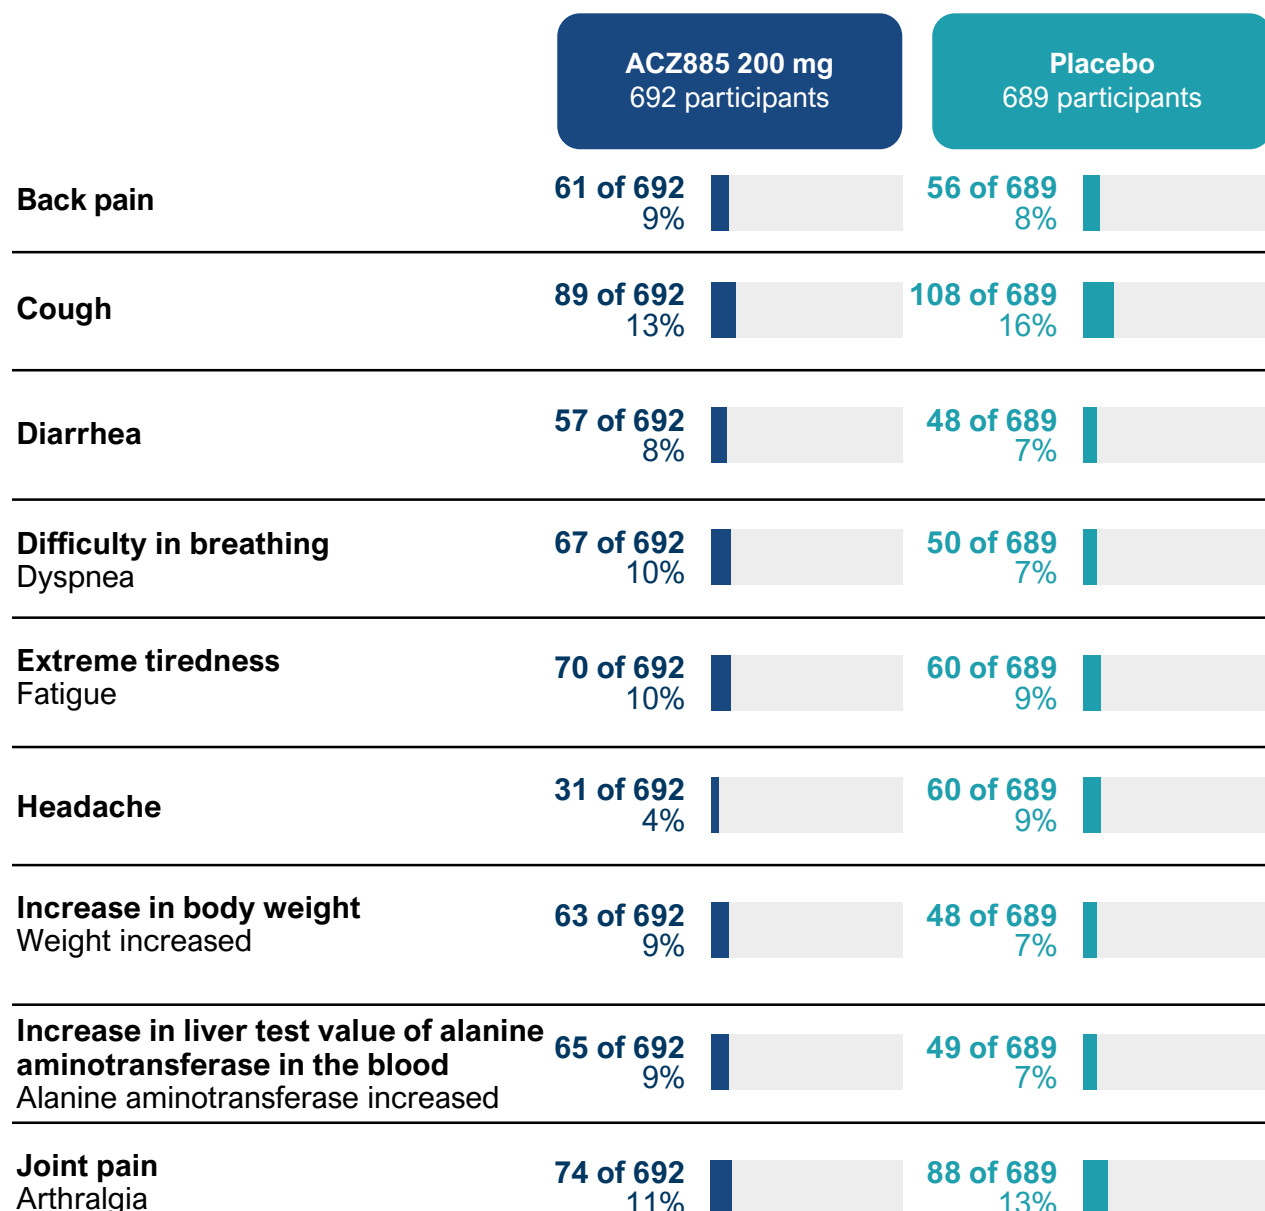 ACZ885 200 mg
692 participants
Placebo
689 participants
Back pain
61 of 692
9%
56 of 689
8%
Cough
89 of 692
13%
108 of 689
16%
Diarrhea
57 of 692
8%
48 of 689
7%
Difficulty in breathing
Dyspnea
67 of 692
10%
50 of 689
7%
Extreme tiredness
Fatigue
70 of 692
10%
60 of 689
9%
Headache
31 of 692
4%
60 of 689
9%
Increase in body weight
Weight increased
63 of 692
9%
48 of 689
7%
Increase in liver test value of alanine
aminotransferase in the blood
Alanine aminotransferase increased
65 of 692
9%
49 of 689
7%
Joint pain
Arthralgia
74 of 692
11%
88 of 689
13%